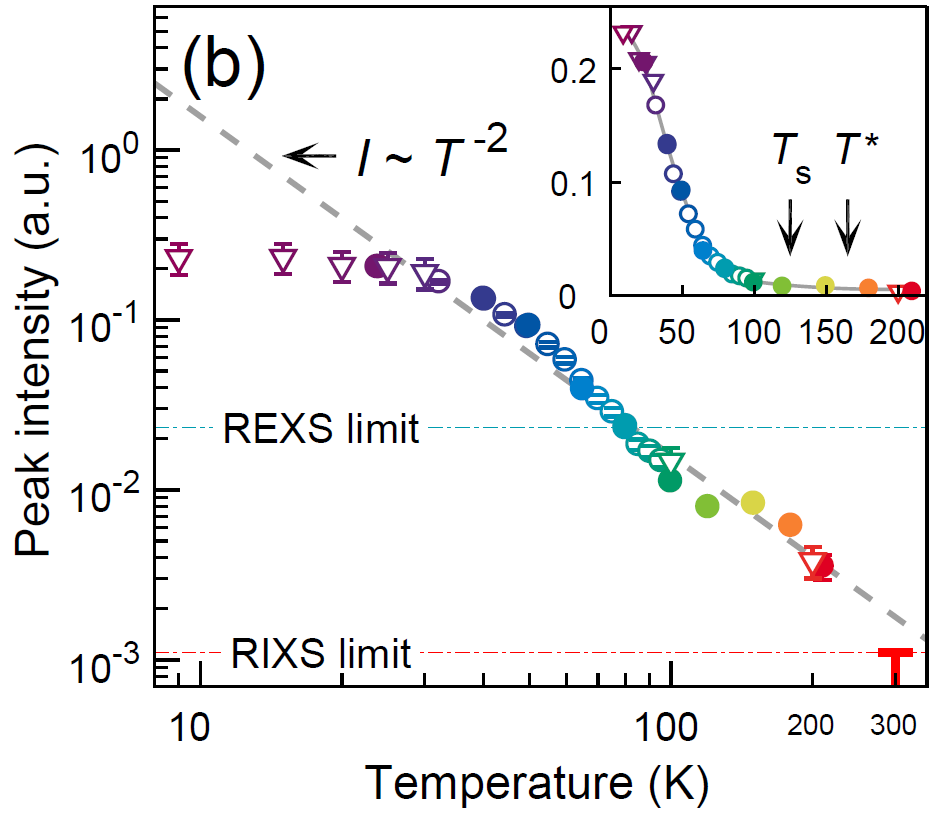 (b)
I ~ T -2
0.2
0.1
0
Ts T*
0 50 100 150 200
10^0
10^-1
10^-2
10^-3
Peak intensity (a.u.)
REXS limit
RIXS limit
10 100 200 300
Temperature (K)